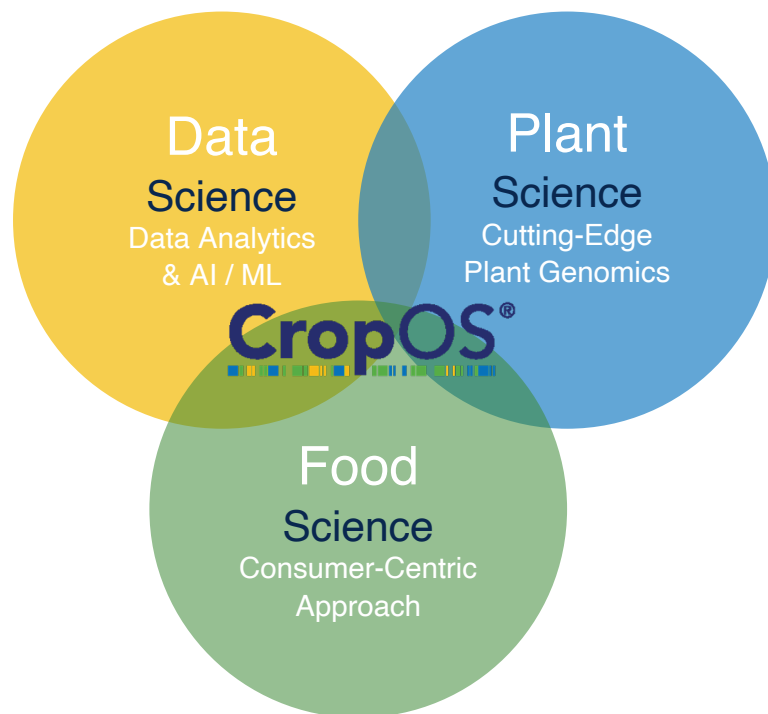 Data
Science
Data Analytics
& AI / ML
Plant
Science
Cutting-Edge
Plant Genomics
CropOS®
Food
Science
Consumer-Centric
Approach